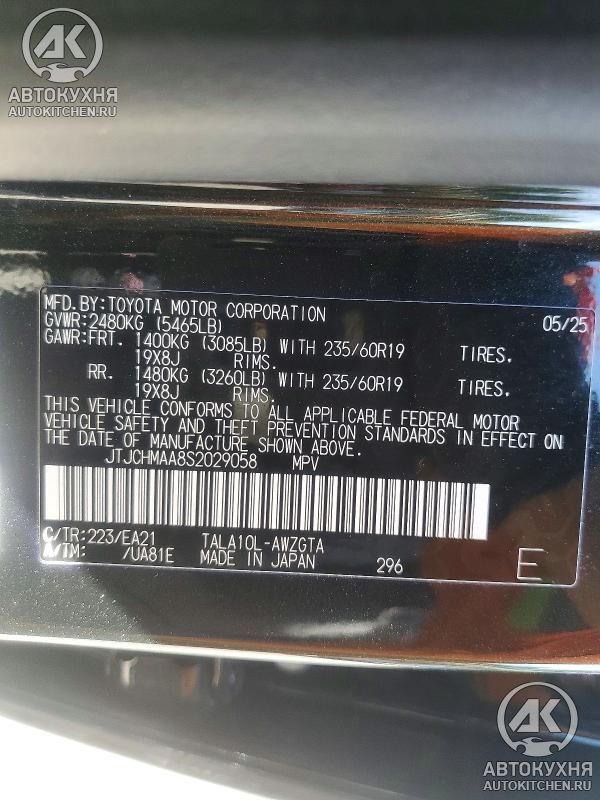 АК
АВТОКУХНЯ
AUTOKITCHEN.RU
MFD.BY:TOYOTA MOTOR CORPORATION 05/25
GVWR:2480KG (5465LB)
GAWR:FRT. 1400KG (3085LB) WITH 235/60R19 TIRES.
19X8J RIMS.
RR. 1480KG (3260LB) WITH 235/60R19 TIRES.
19X8J RIMS.
THIS VEHICLE CONFORMS TO ALL APPLICABLE FEDERAL MOTOR
VEHICLE SAFETY AND THEFT PREVENTION STANDARDS IN EFFECT ON
THE DATE OF MANUFACTURE SHOWN ABOVE.
JTJCHMAA8S2029058 MPV
C/TR:223/EA21 TALA10L-AWZGTA
A/TM: /UA81E MADE IN JAPAN 296 E
АК
АВТОКУХНЯ
AUTOKITCHEN.RU